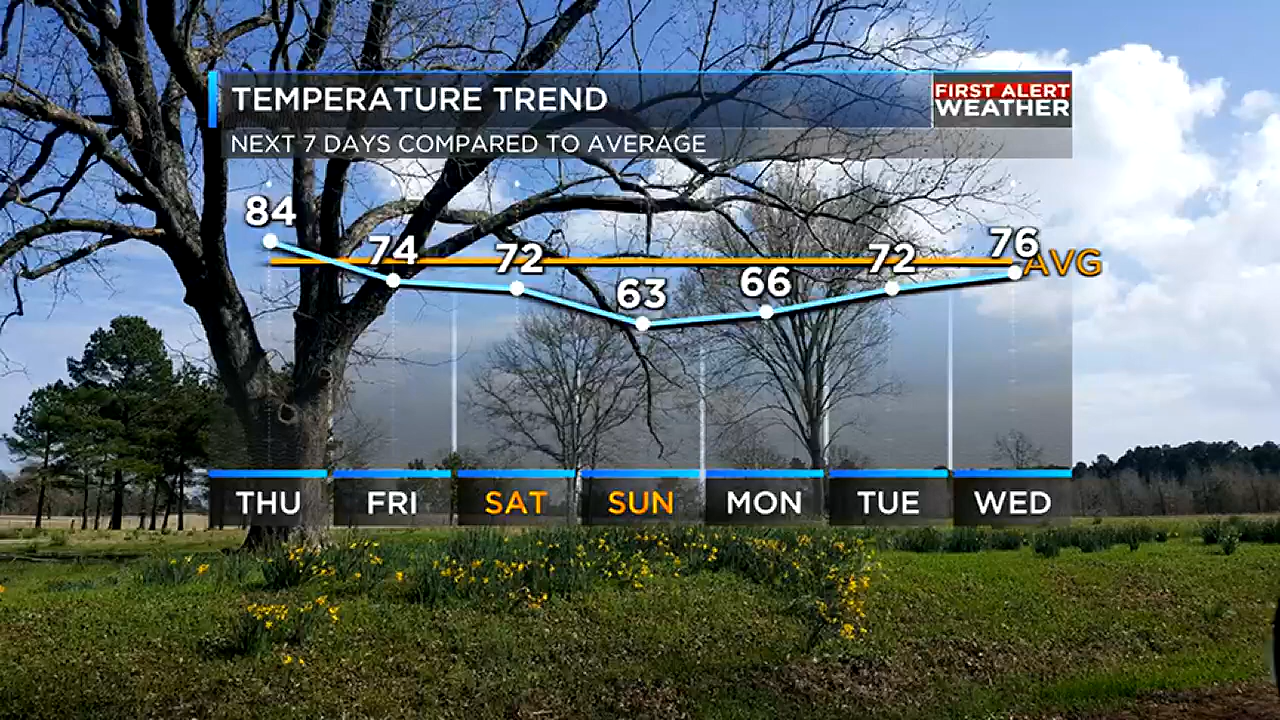 TEMPERATURE TREND
FIRST ALERT
WEATHER
NEXT 7 DAYS COMPARED TO AVERAGE
84
74
72
63
66
72
76
AVG
THU
FRI
SAT
SUN
MON
TUE
WED